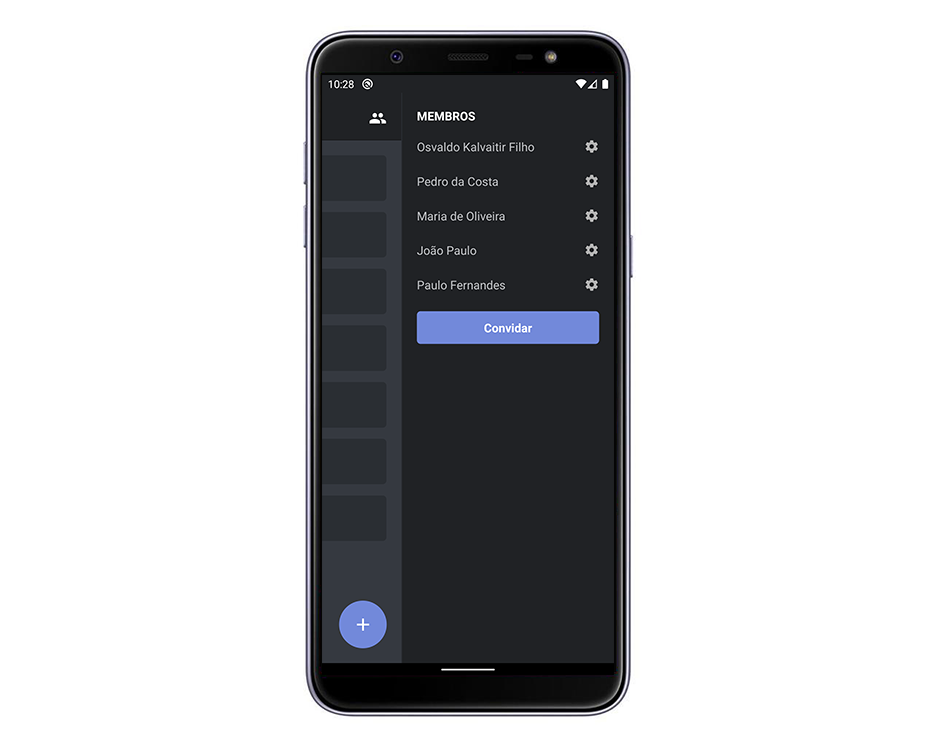 10:28
MEMBROS
Osvaldo Kalvaitir Filho
Pedro da Costa
Maria de Oliveira
João Paulo
Paulo Fernandes
Convidar